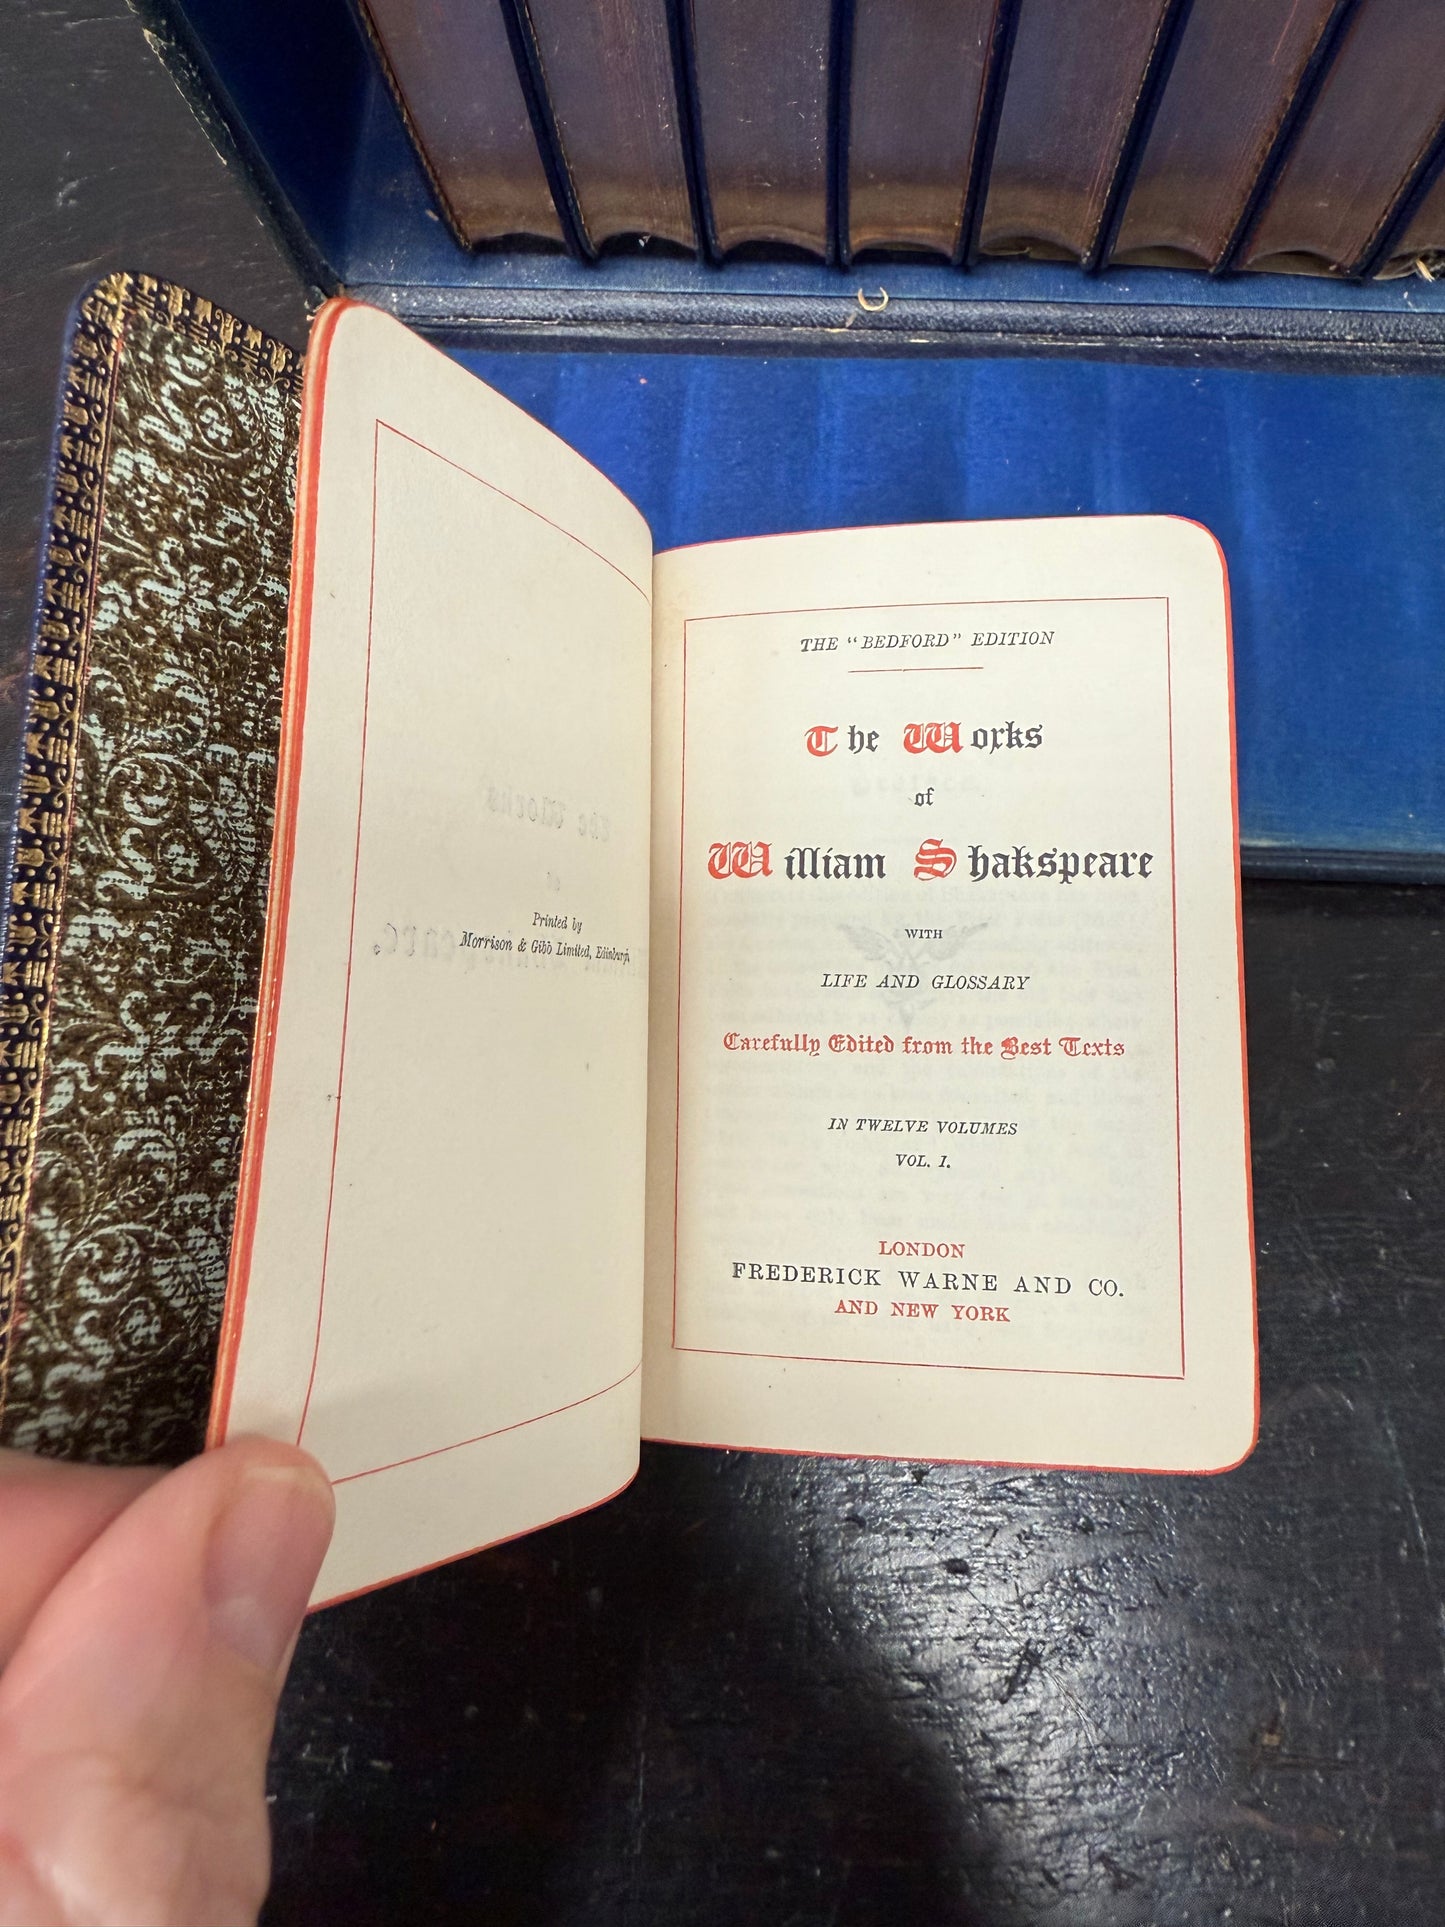 Printed by
Morrison & Gibb Limited, Edinburgh.
THE "BEDFORD" EDITION
The Works
of
William Shakspeare
WITH
LIFE AND GLOSSARY
Carefully Edited from the Best Texts
IN TWELVE VOLUMES
VOL. I.
LONDON
FREDERICK WARNE AND CO.
AND NEW YORK